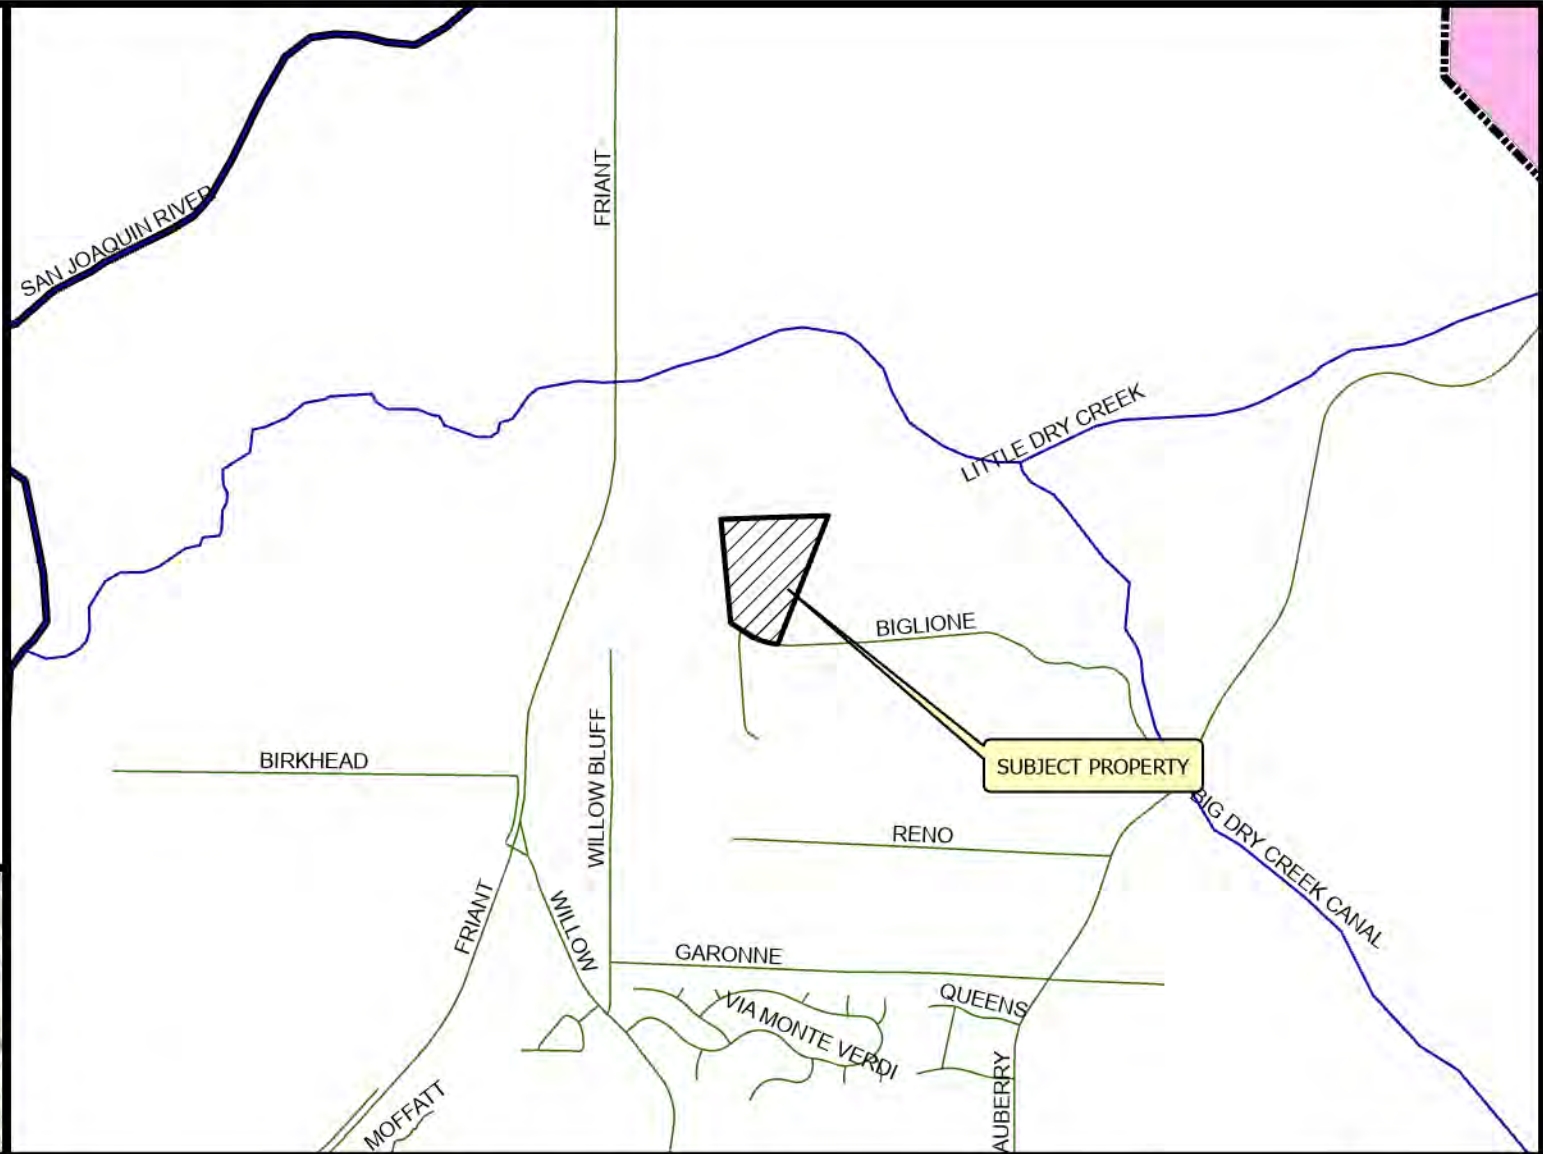 FRIANT
SAN JOAQUIN RIVER
LITTLE DRY CREEK
BIGLIONE
WILLOW BLUFF
BIRKHEAD
SUBJECT PROPERTY
RENO
BIG DRY CREEK CANAL
FRIANT
WILLOW
GARONNE
QUEENS
VIA MONTE VERDI
AUBERRY
MOFFATT